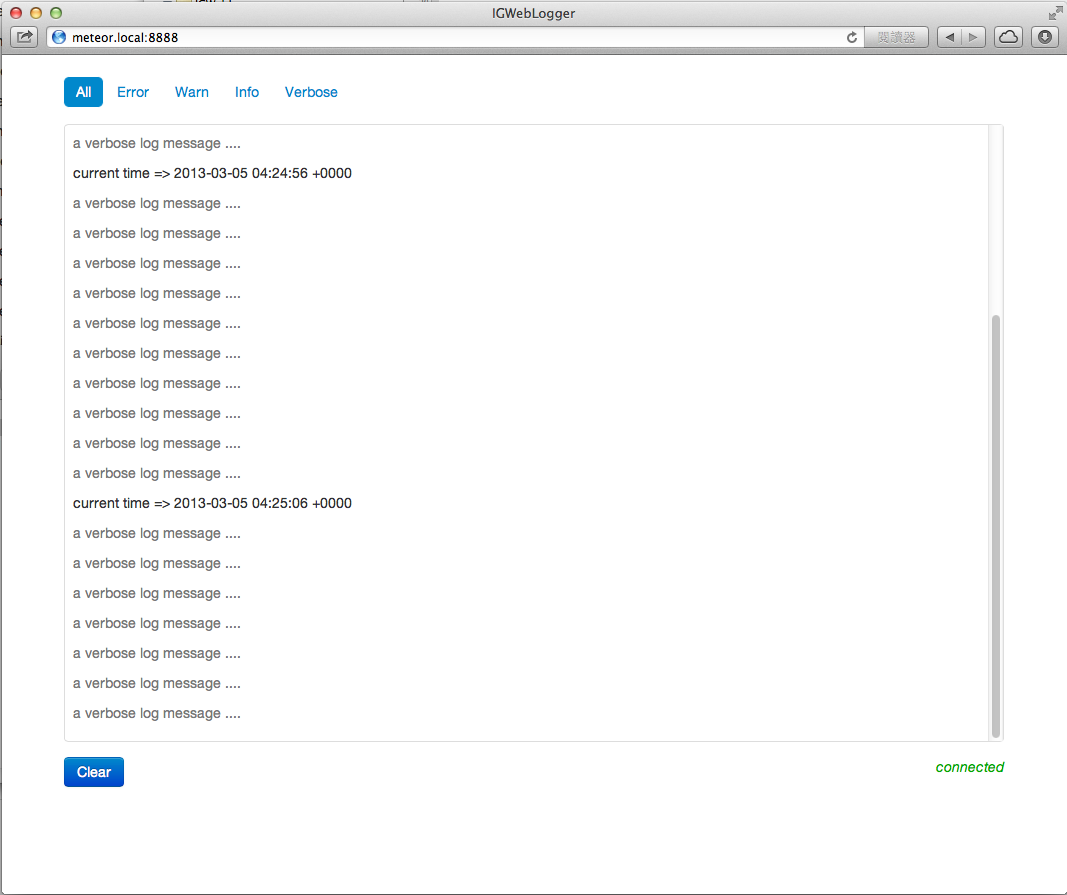 IGWebLogger
meteor.local:8888
閱讀器
All Error Warn Info Verbose
a verbose log message ....
current time => 2013-03-05 04:24:56 +0000
a verbose log message ....
a verbose log message ....
a verbose log message ....
a verbose log message ....
a verbose log message ....
a verbose log message ....
a verbose log message ....
a verbose log message ....
a verbose log message ....
a verbose log message ....
current time => 2013-03-05 04:25:06 +0000
a verbose log message ....
a verbose log message ....
a verbose log message ....
a verbose log message ....
a verbose log message ....
a verbose log message ....
a verbose log message ....
Clear
connected